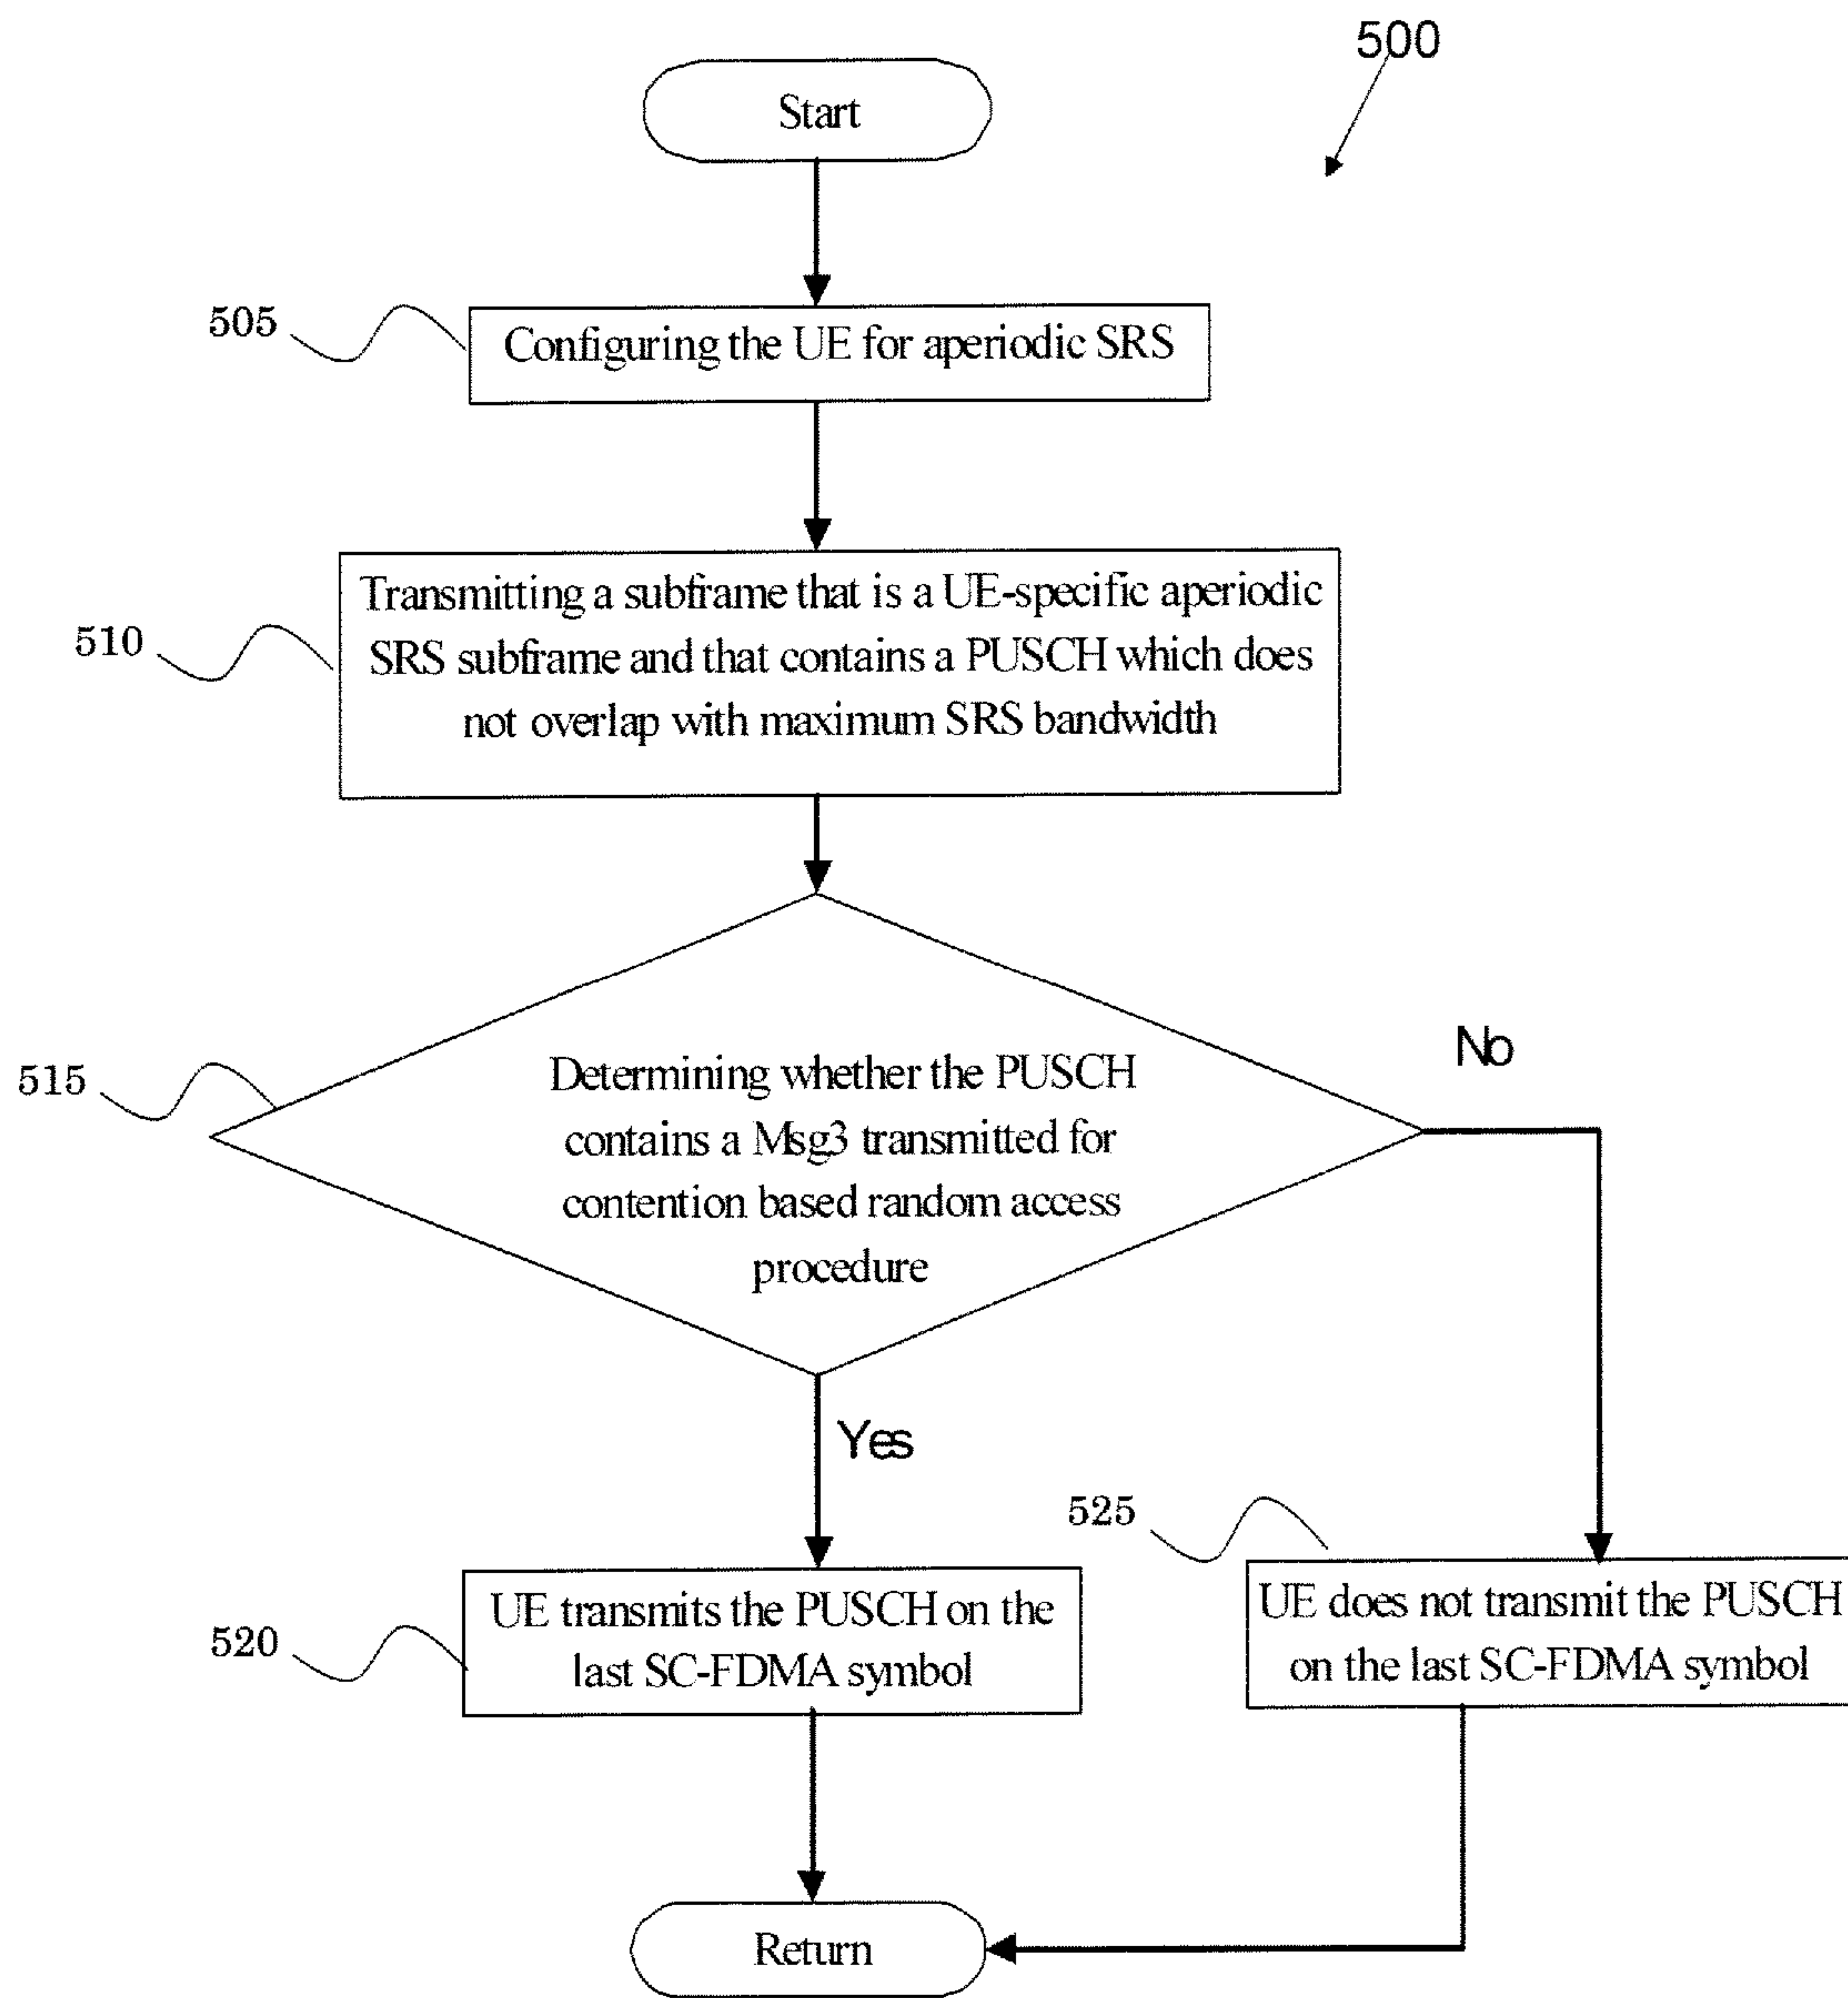 500
Start
505
Configuring the UE for aperiodic SRS
510
Transmitting a subframe that is a UE-specific aperiodic
SRS subframe and that contains a PUSCH which does
not overlap with maximum SRS bandwidth
515
Determining whether the PUSCH
contains a Msg3 transmitted for
contention based random access
procedure
No
Yes
520
UE transmits the PUSCH on the
last SC-FDMA symbol
525
UE does not transmit the PUSCH
on the last SC-FDMA symbol
Return